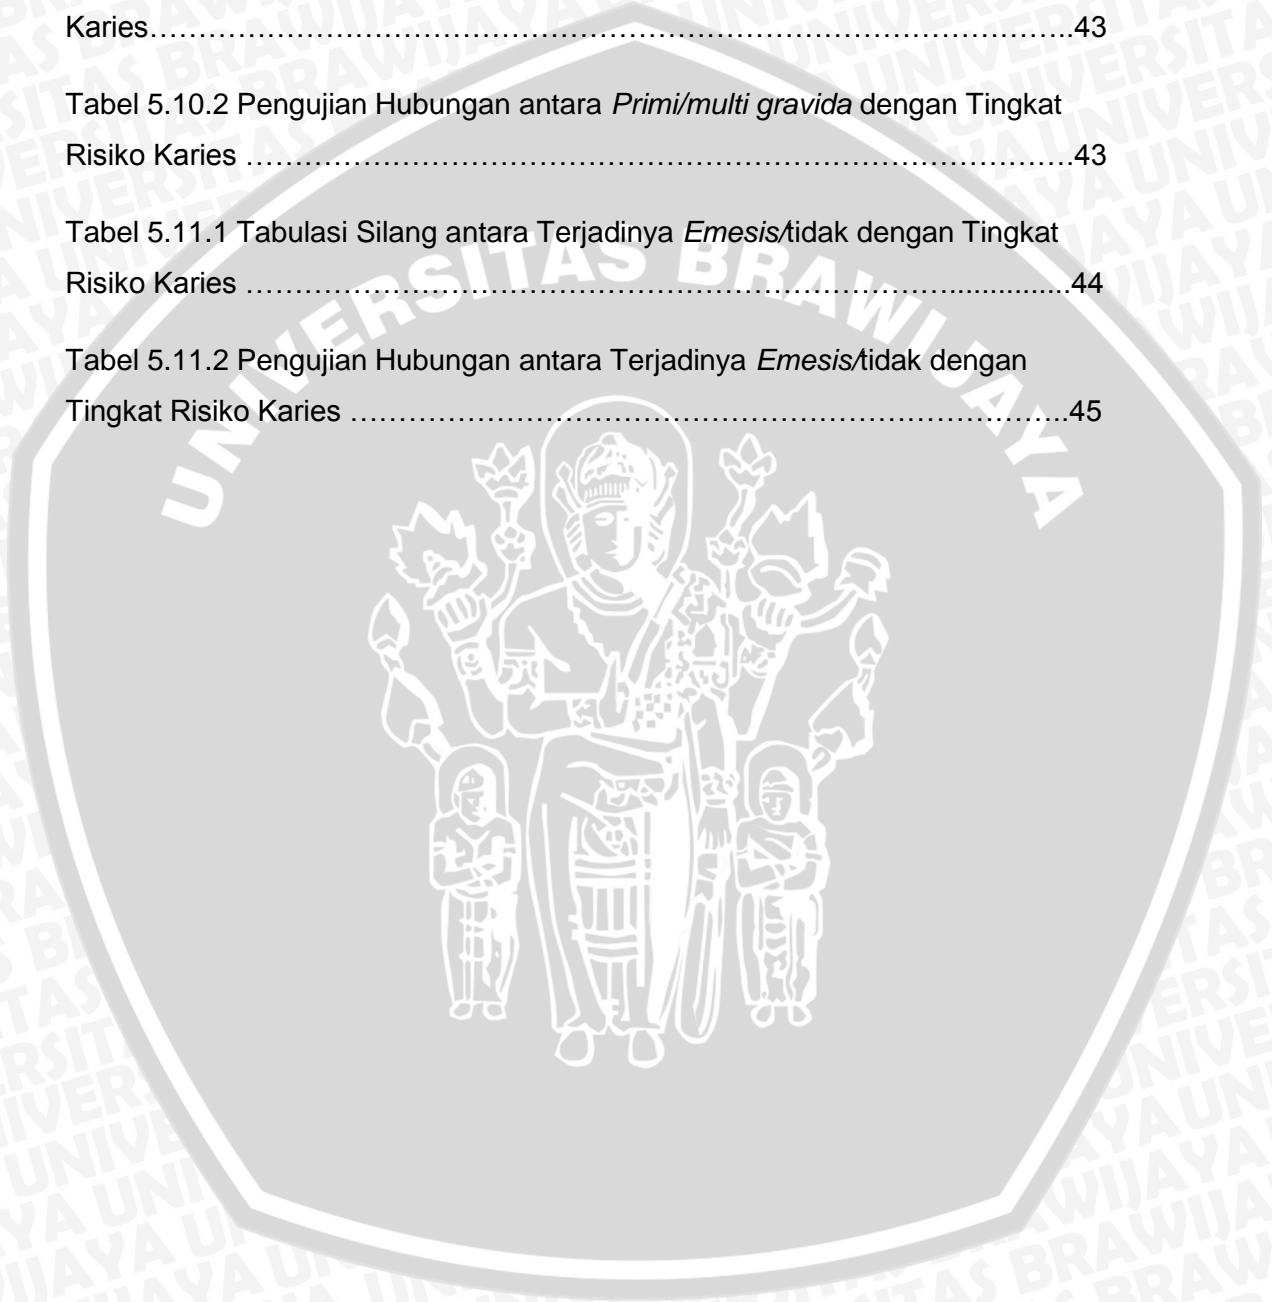 Karies…………………………………………………………………………………..43
Tabel 5.10.2 Pengujian Hubungan antara Primi/multi gravida dengan Tingkat
Risiko Karies ………………………………………………………………………….43
Tabel 5.11.1 Tabulasi Silang antara Terjadinya Emesis/tidak dengan Tingkat
Risiko Karies ………………………………………………………………...............44
Tabel 5.11.2 Pengujian Hubungan antara Terjadinya Emesis/tidak dengan
Tingkat Risiko Karies ……………………………………………………………….45
UNIVERSITAS BRAWIJAYA